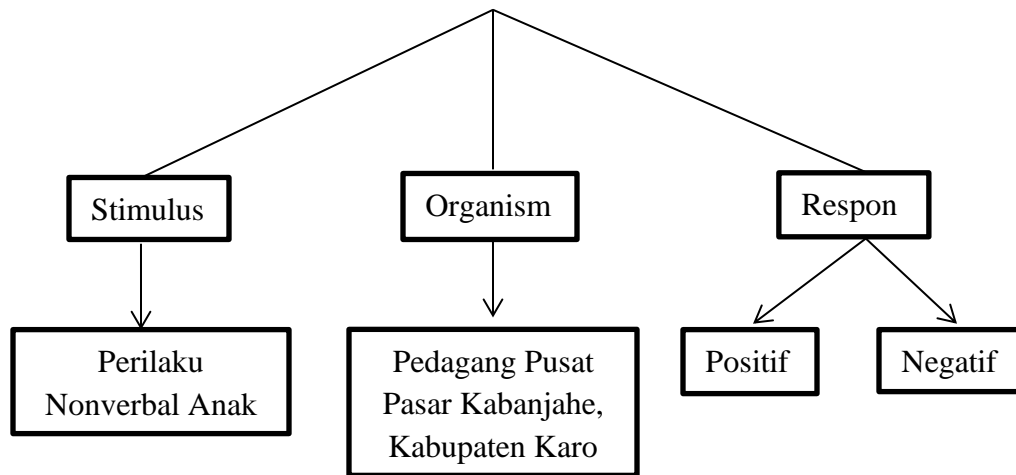 Stimulus
Organism
Respon
Perilaku
Nonverbal Anak
Pedagang Pusat
Pasar Kabanjahe,
Kabupaten Karo
Positif
Negatif